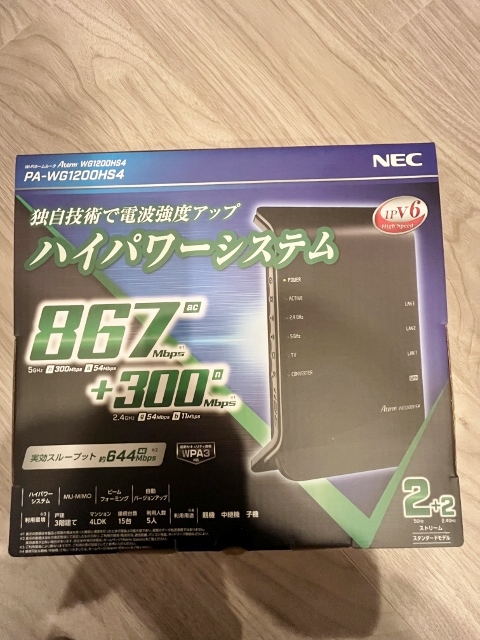 Wi-Fiホームルータ Aterm WG1200HS4
PA-WG1200HS4
NEC
独自技術で電波強度アップ
ハイパワーシステム
IPv6
High Speed
867 Mbps ac
5GHz n 300Mbps a 54Mbps
+300 Mbps n
2.4GHz g 54Mbps b 11Mbps
実効スループット 約644Mbps
WPA3
POWER
ACTIVE
2.4GHz
5GHz
TV
CONVERTER
LAN3
LAN2
LAN1
Aterm
ハイパワーシステム
MU-MIMO
ビームフォーミング
自動バージョンアップ
利用環境
戸建 3階建て
マンション 4LDK
接続台数 15台
利用人数 5人
利用用途
親機 中継機 子機
2+2
5GHz 2.4GHz
ストリーム
スタンダードモデル